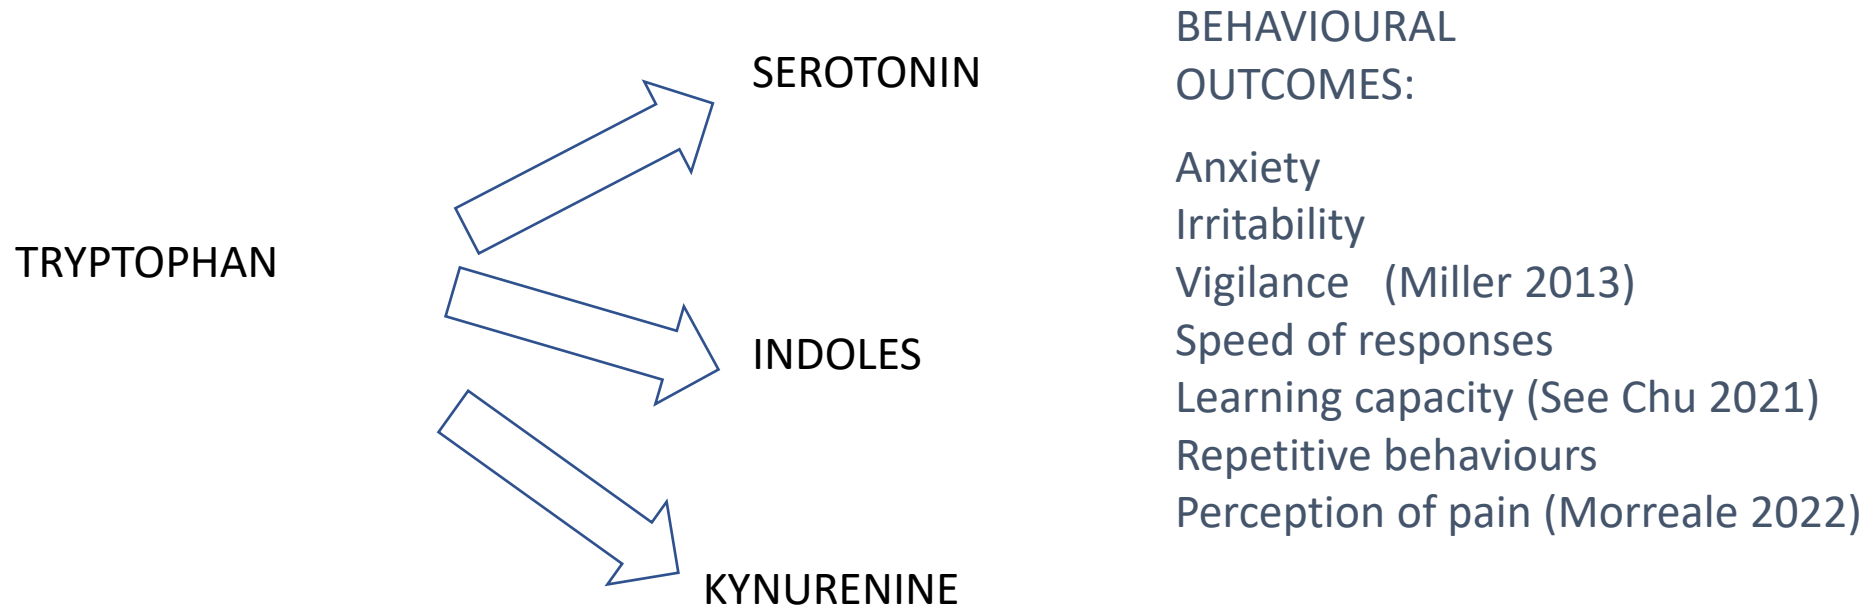 TRYPTOPHAN
SEROTONIN
INDOLES
KYNURENINE
BEHAVIOURAL
OUTCOMES:
Anxiety
Irritability
Vigilance (Miller 2013)
Speed of responses
Learning capacity (See Chu 2021)
Repetitive behaviours
Perception of pain (Morreale 2022)